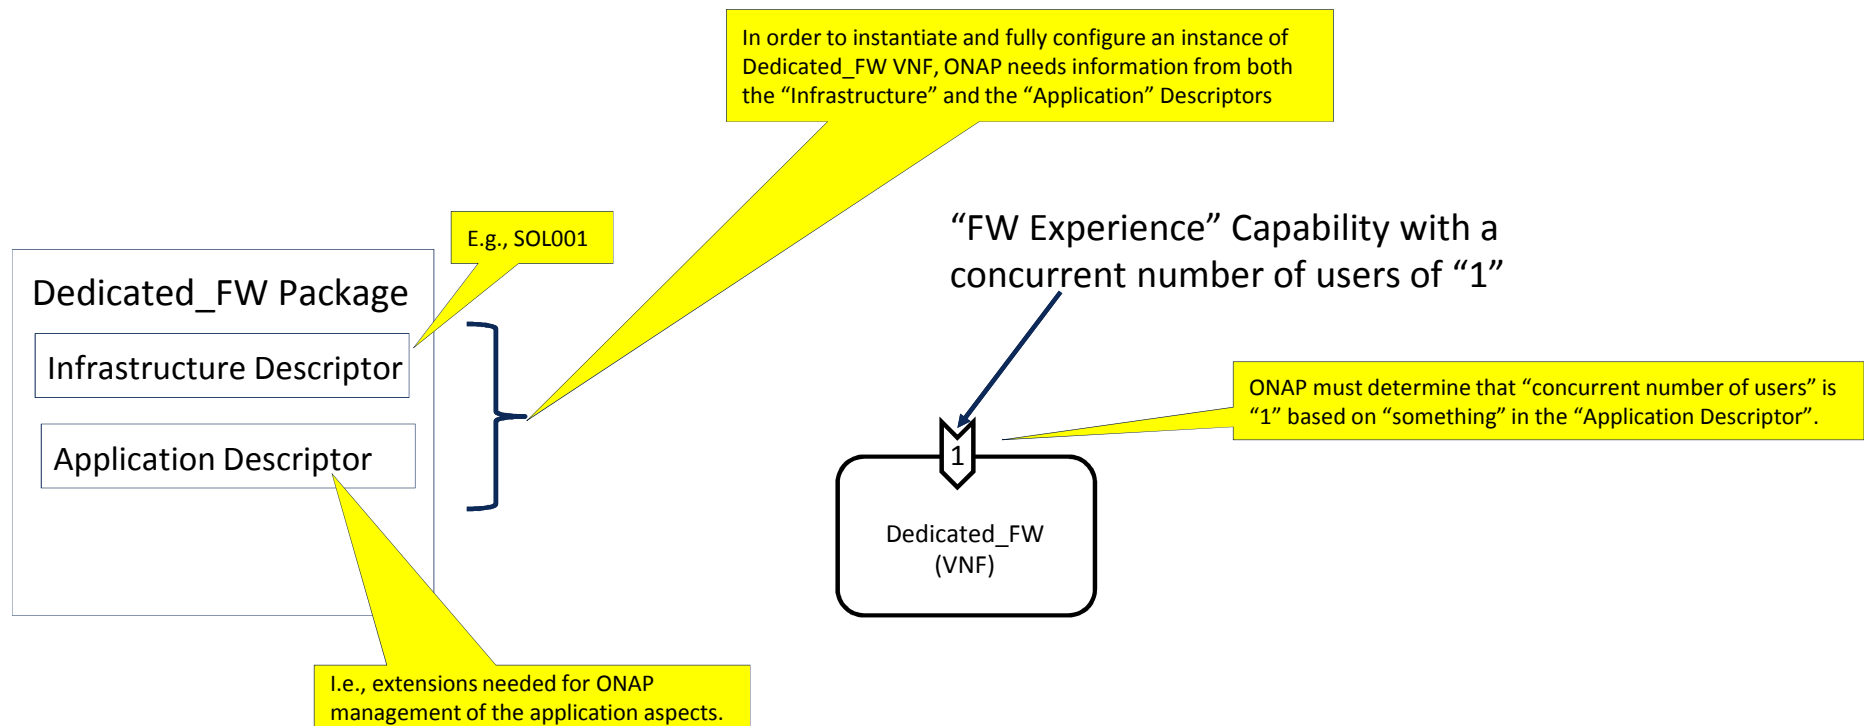 In order to instantiate and fully configure an instance of
Dedicated_FW VNF, ONAP needs information from both
the “Infrastructure” and the “Application” Descriptors
E.g., SOL001
“FW Experience” Capability with a
concurrent number of users of “1”
Dedicated_FW Package
Infrastructure Descriptor
Application Descriptor
ONAP must determine that “concurrent number of users” is
“1” based on “something” in the “Application Descriptor”.
1
Dedicated_FW
(VNF)
I.e., extensions needed for ONAP
management of the application aspects.